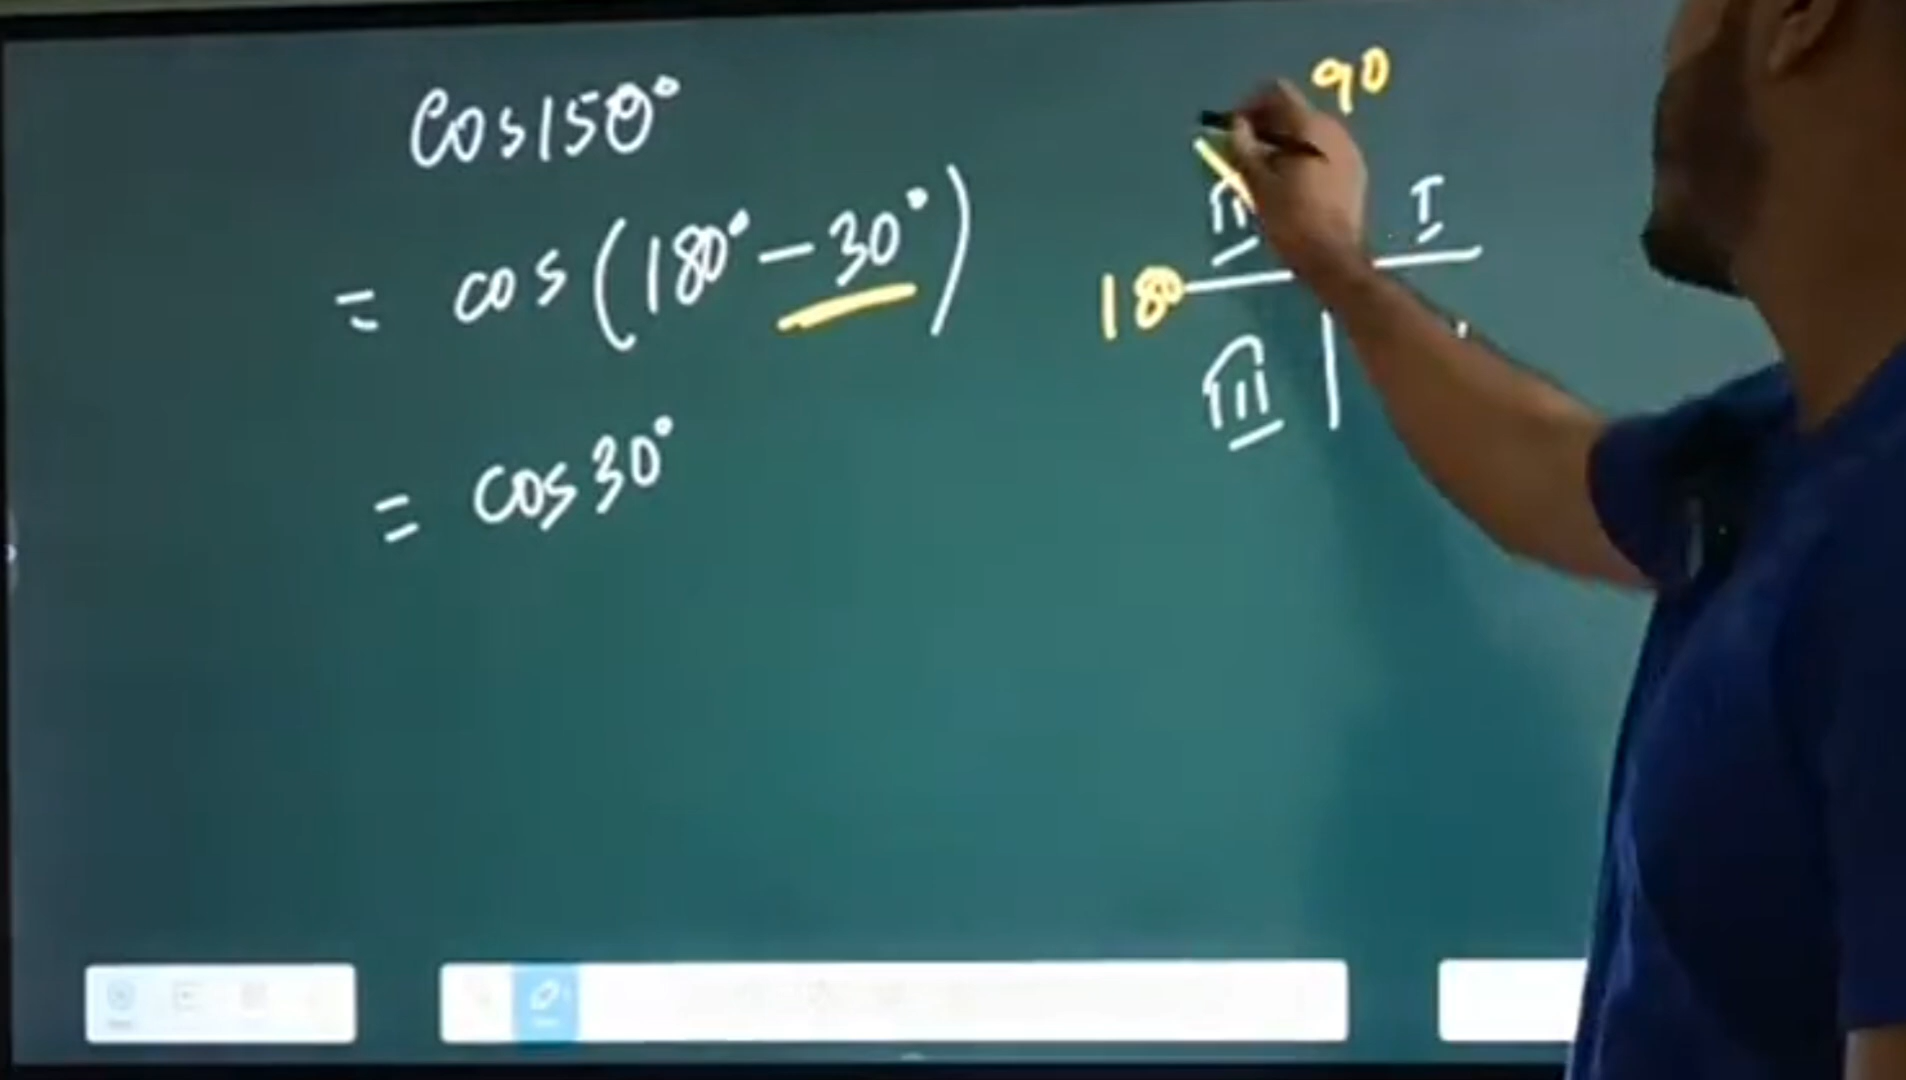 cos150°
= cos (180° - 30°)
= cos30°
90
II I
180
III